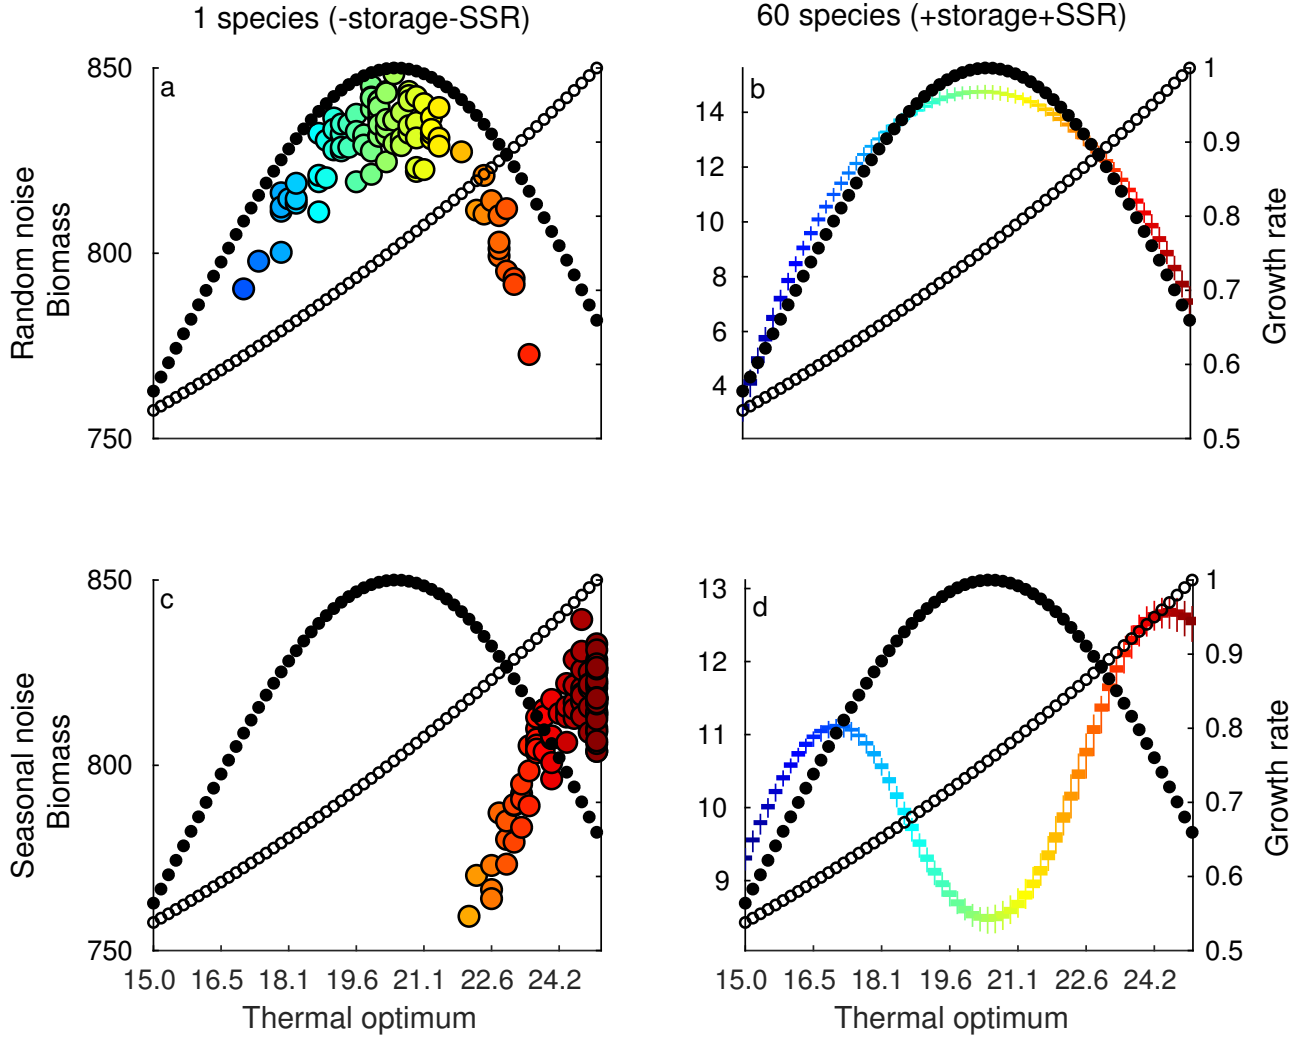 1 species (-storage-SSR)
60 species (+storage+SSR)
Random noise
Biomass
850
800
750
a
14
12
10
8
6
4
b
1
0.9
0.8
0.7
0.6
0.5
Growth rate
Seasonal noise
Biomass
850
800
750
c
15.0 16.5 18.1 19.6 21.1 22.6 24.2
Thermal optimum
13
12
11
10
9
d
1
0.9
0.8
0.7
0.6
0.5
Growth rate
15.0 16.5 18.1 19.6 21.1 22.6 24.2
Thermal optimum